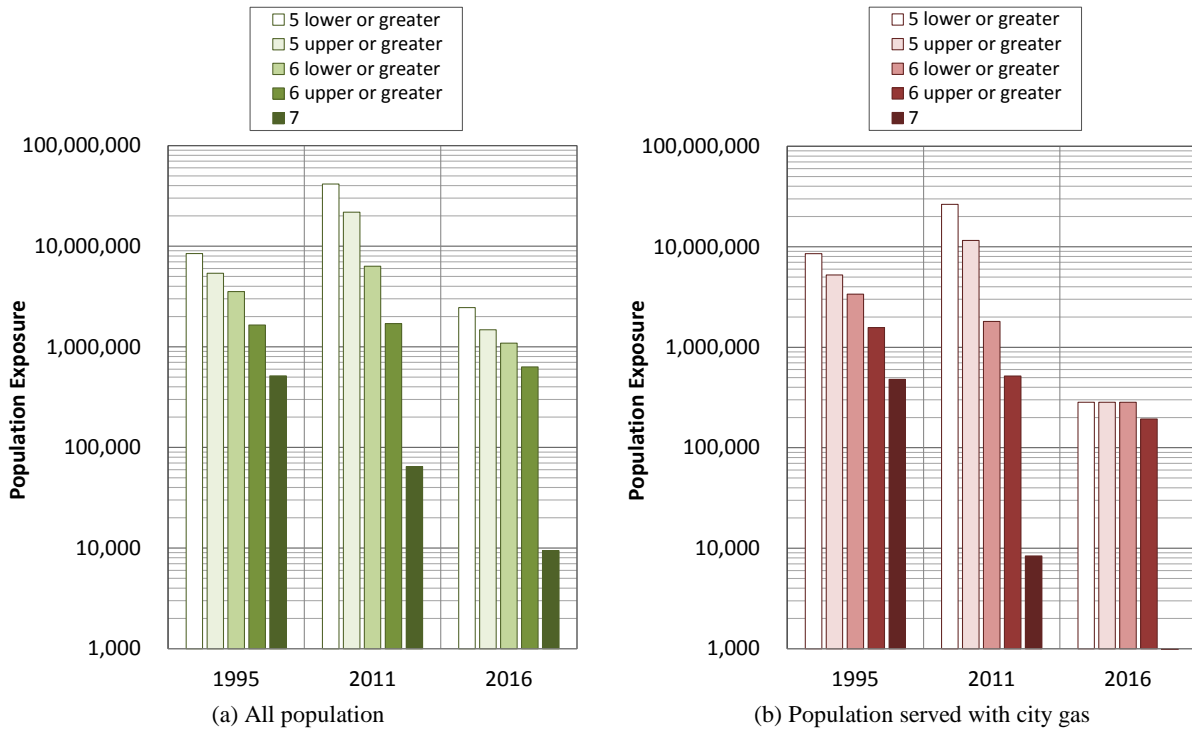 5 lower or greater
5 upper or greater
6 lower or greater
6 upper or greater
7
100,000,000
10,000,000
1,000,000
100,000
10,000
1,000
Population Exposure
1995 2011 2016
(a) All population
5 lower or greater
5 upper or greater
6 lower or greater
6 upper or greater
7
100,000,000
10,000,000
1,000,000
100,000
10,000
1,000
Population Exposure
1995 2011 2016
(b) Population served with city gas